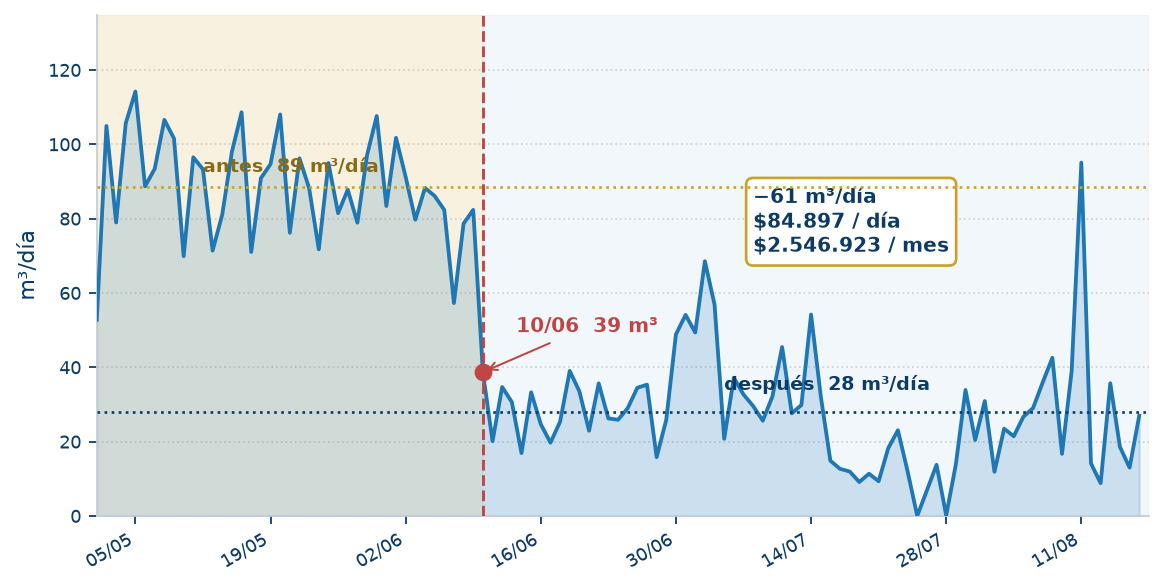 m³/día
120
100
80
60
40
20
0
antes  89 m³/día
−61 m³/día
$84.897 / día
$2.546.923 / mes
10/06  39 m³
después  28 m³/día
05/05
19/05
02/06
16/06
30/06
14/07
28/07
11/08